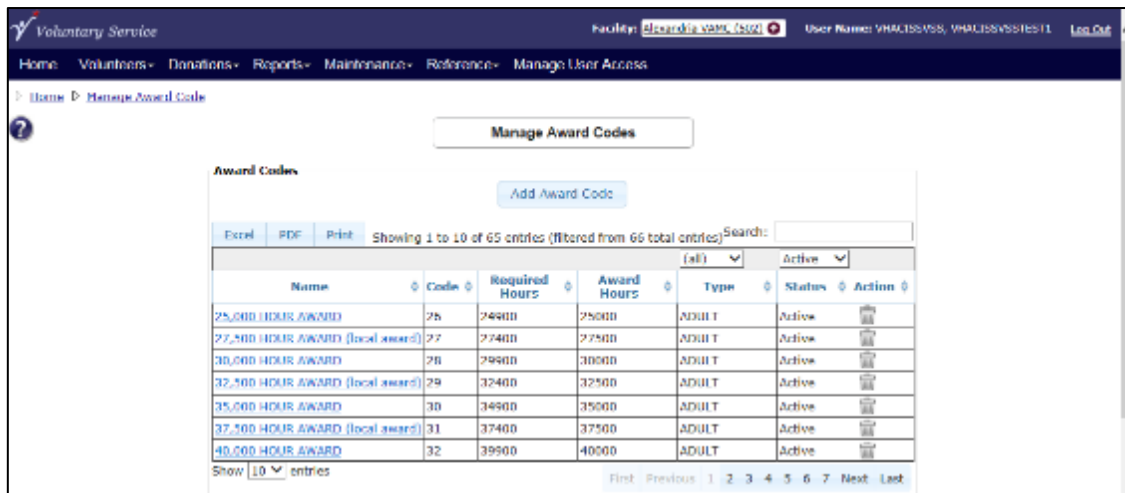 Voluntary Service Facility: Alexandria VAMC (502) User Name: VHACISSVSS, VHACISSVSSTEST1 Log Out
Home Volunteers Donations Reports Maintenance Reference Manage User Access
Home Manage Award Code
?
Manage Award Codes
Award Codes
Add Award Code
Excel PDF Print Showing 1 to 10 of 65 entries (filtered from 66 total entries) Search:
(all) Active
Name Code Required Hours Award Hours Type Status Action
25,000 HOUR AWARD 26 24900 25000 ADULT Active
27,500 HOUR AWARD (local award) 27 27400 27500 ADULT Active
30,000 HOUR AWARD 28 29900 30000 ADULT Active
32,500 HOUR AWARD (local award) 29 32400 32500 ADULT Active
35,000 HOUR AWARD 30 34900 35000 ADULT Active
37,500 HOUR AWARD (local award) 31 37400 37500 ADULT Active
40,000 HOUR AWARD 32 39900 40000 ADULT Active
Show 10 entries First Previous 1 2 3 4 5 6 7 Next Last